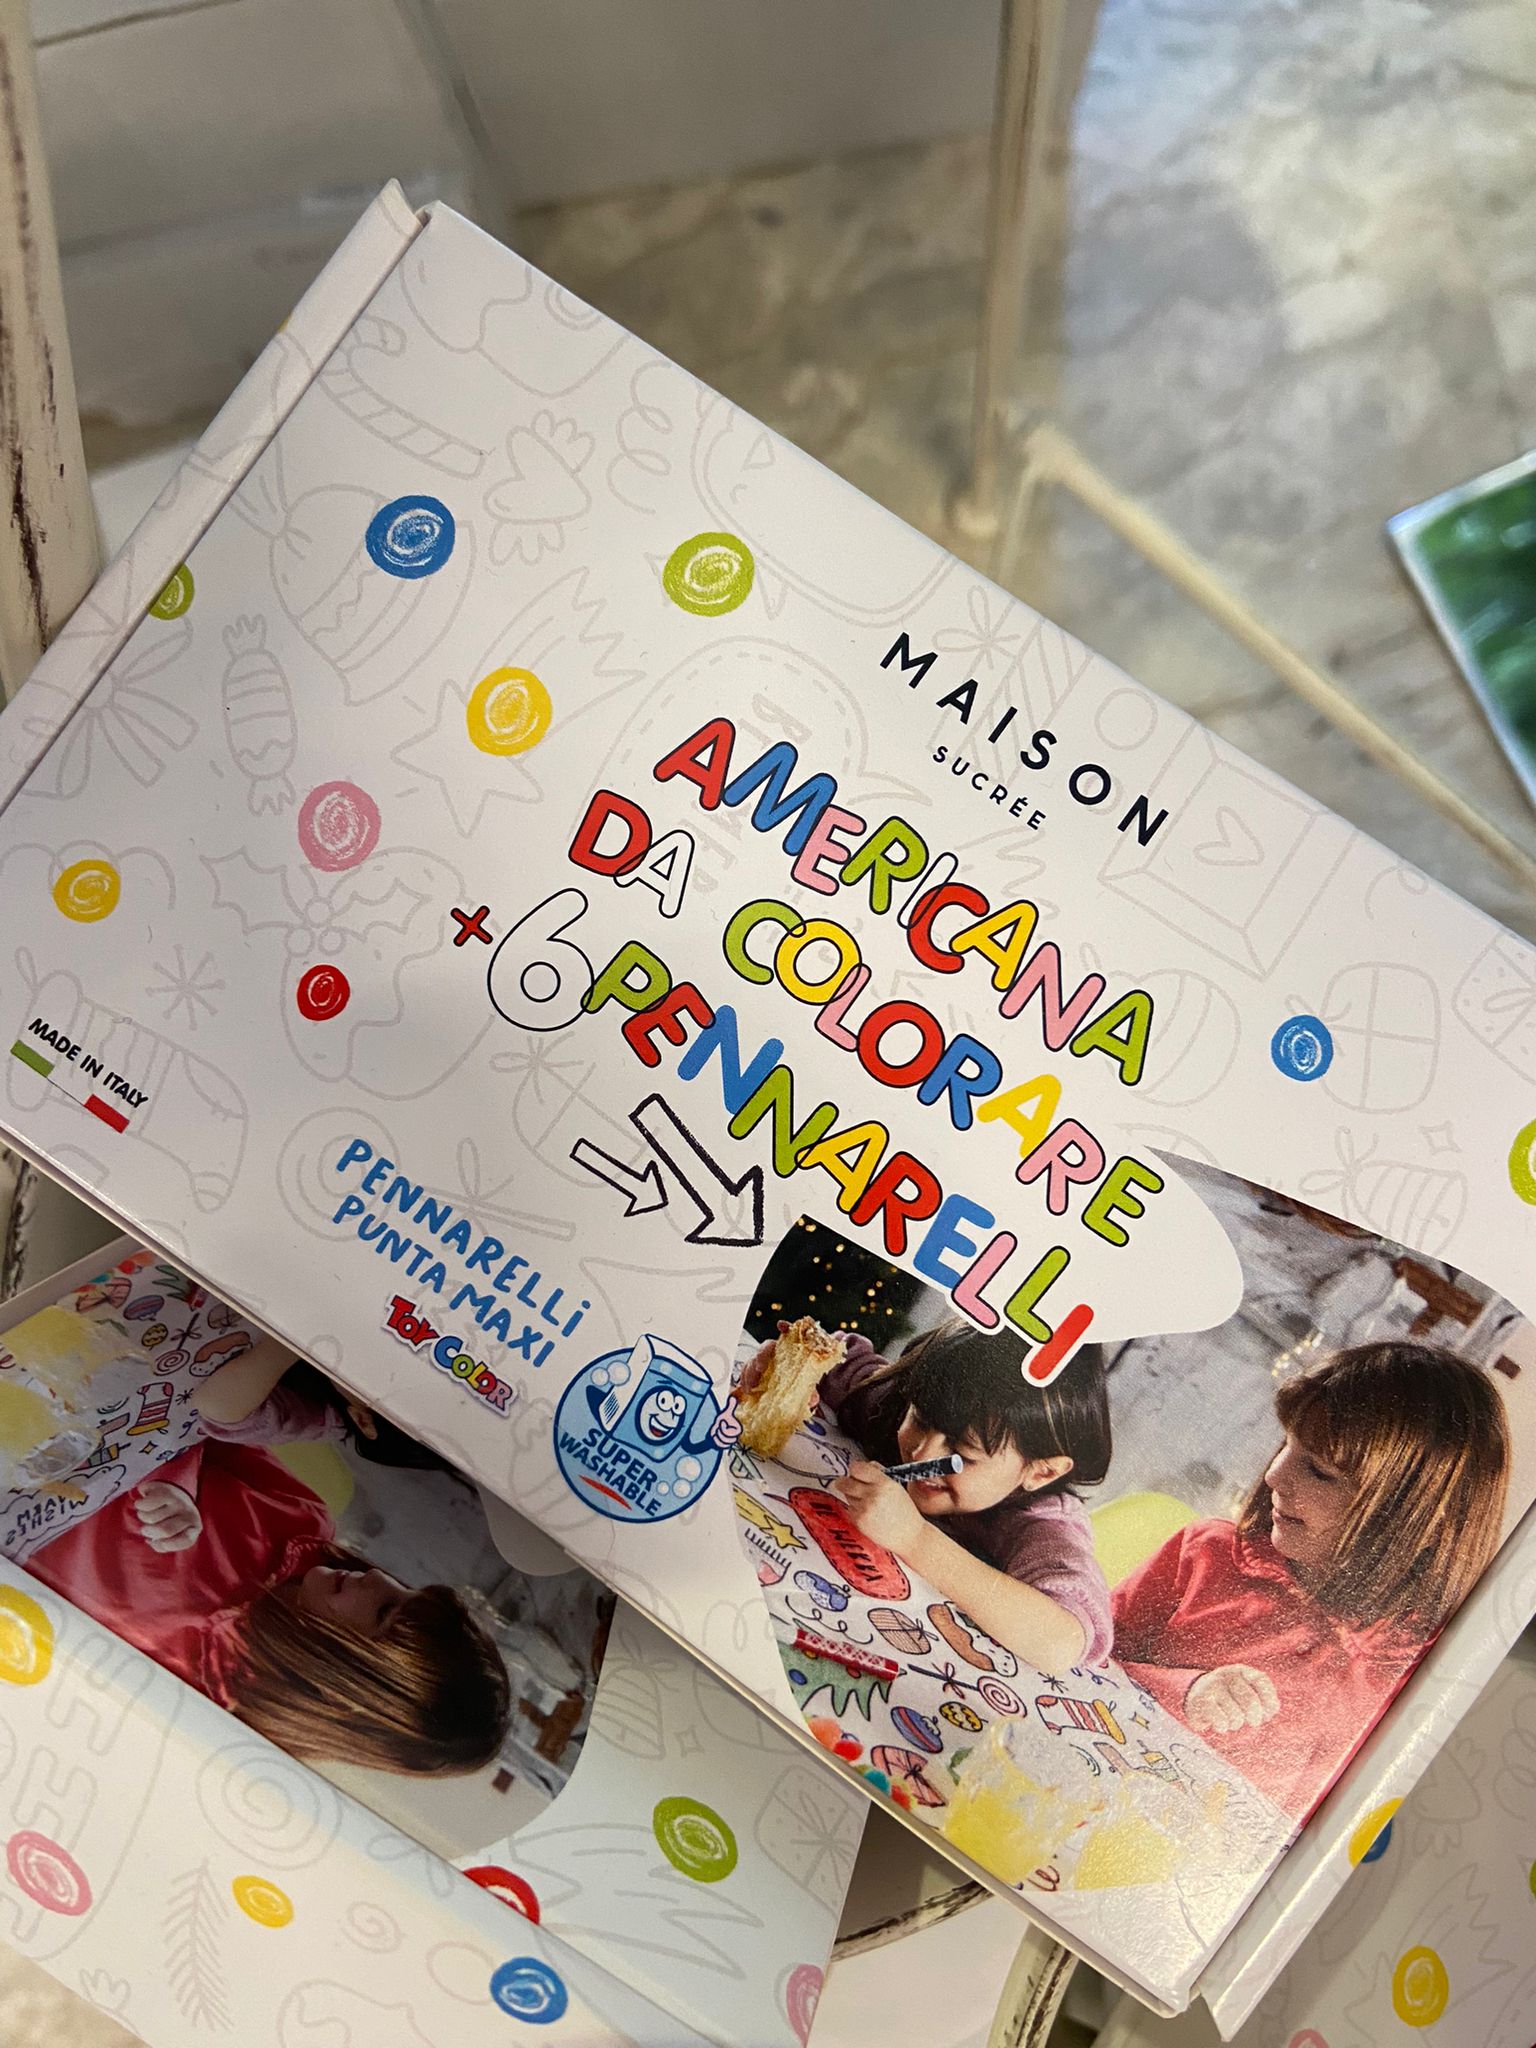 MAISON
SUCRÉE
AMERICANA
DA COLORARE
+6 PENNARELLI
MADE IN ITALY
PENNARELLI
PUNTA MAXI
TOY COLOR
SUPER
WASHABLE